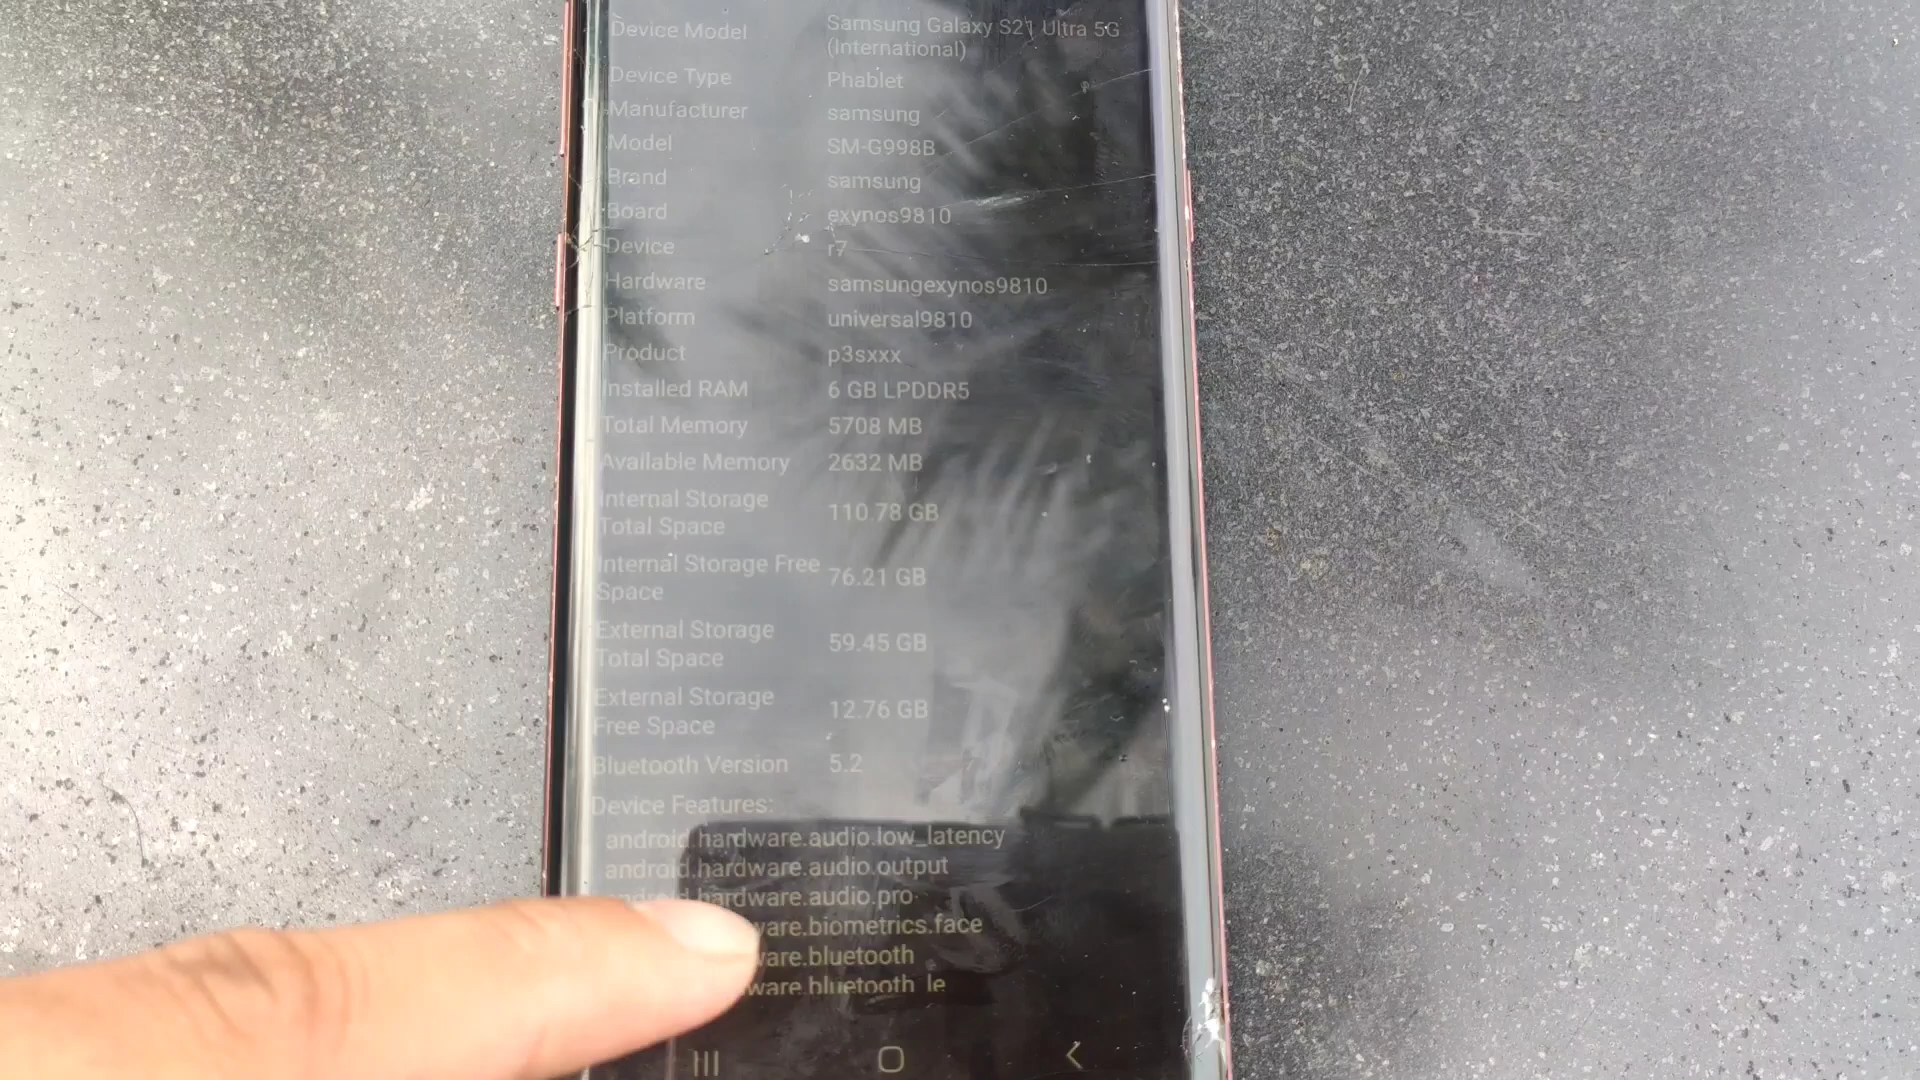 Device Model Samsung Galaxy S21 Ultra 5G
(International)
Device Type Phablet
Manufacturer samsung
Model SM-G998B
Brand samsung
Board exynos9810
Device r7
Hardware samsungexynos9810
Platform universal9810
Product p3sxxx
Installed RAM 6 GB LPDDR5
Total Memory 5708 MB
Available Memory 2632 MB
Internal Storage
Total Space 110.78 GB
Internal Storage Free
Space 76.21 GB
External Storage
Total Space 59.45 GB
External Storage
Free Space 12.76 GB
Bluetooth Version 5.2
Device Features:
android.hardware.audio.low_latency
android.hardware.audio.output
android.hardware.audio.pro
ware.biometrics.face
ware.bluetooth
ware.bluetooth_le